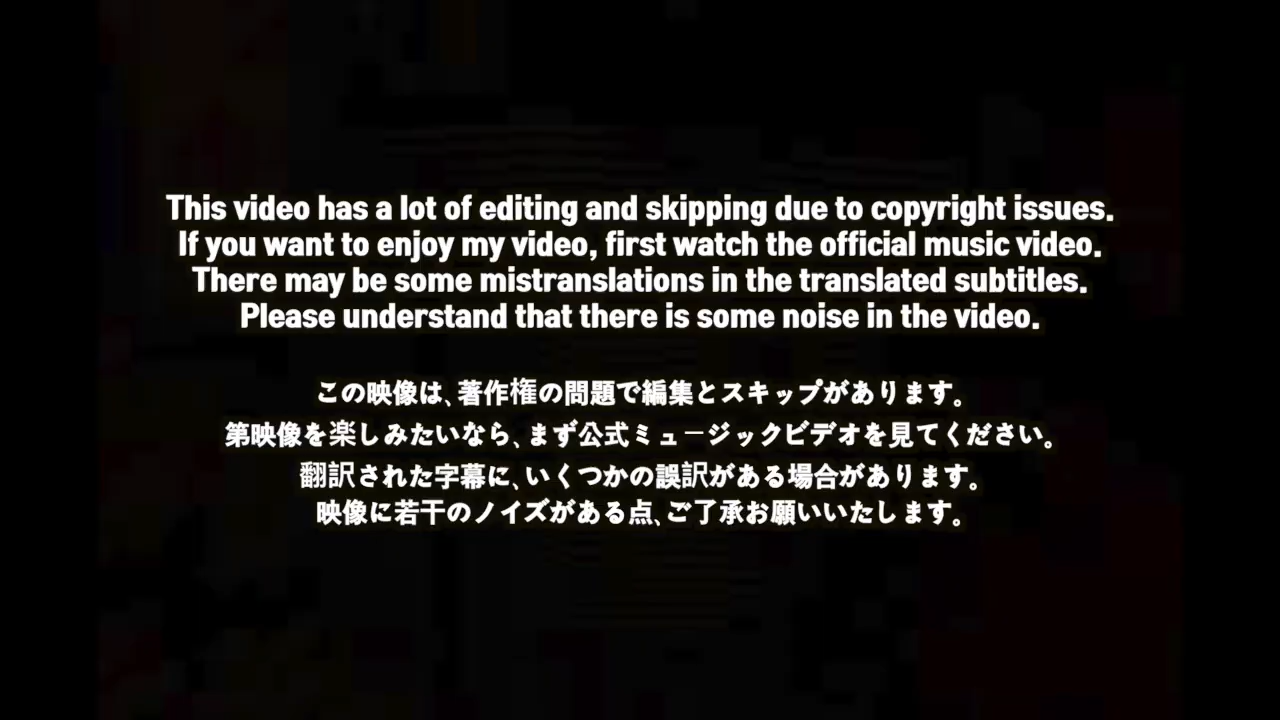 This video has a lot of editing and skipping due to copyright issues.
If you want to enjoy my video, first watch the official music video.
There may be some mistranslations in the translated subtitles.
Please understand that there is some noise in the video.
この映像は、著作権の問題で編集とスキップがあります。
第映像を楽しみたいなら、まず公式ミュージックビデオを見てください。
翻訳された字幕に、いくつかの誤訳がある場合があります。
映像に若干のノイズがある点、ご了承お願いいたします。